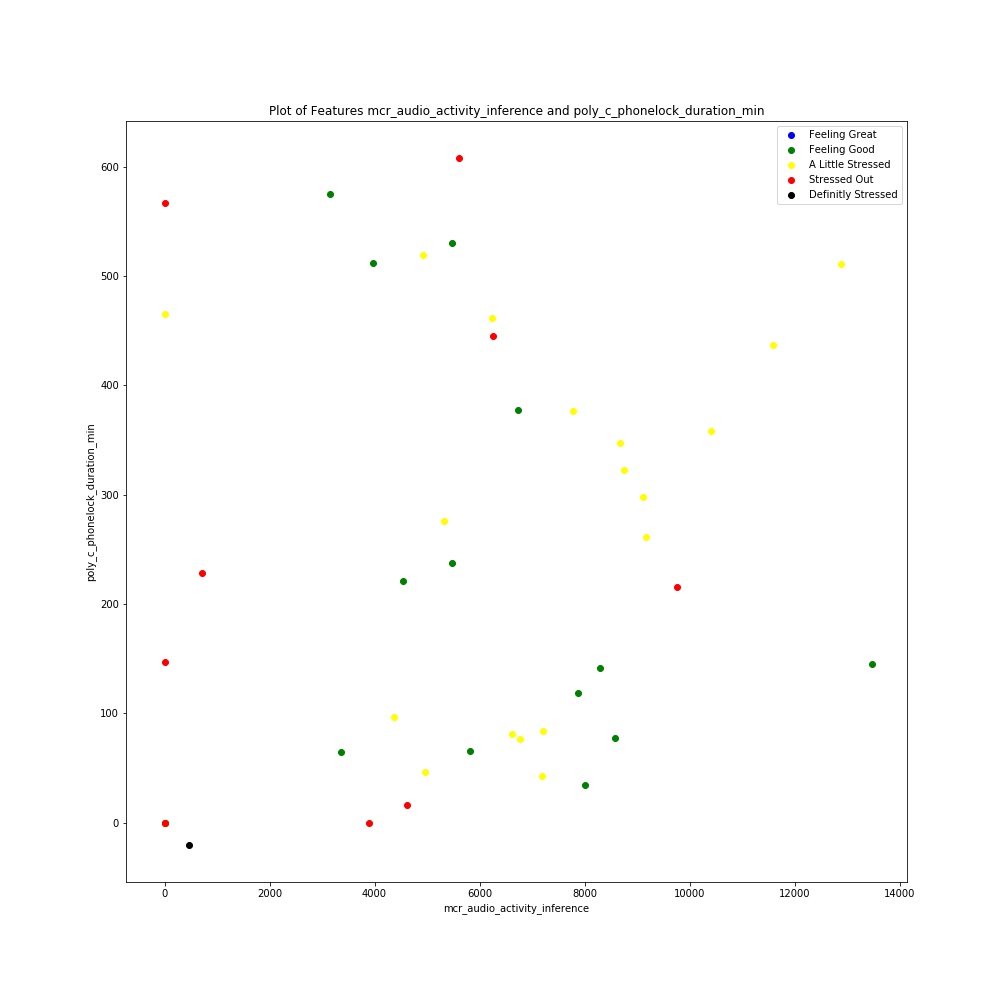 Plot of Features mcr_audio_activity_inference and poly_c_phonelock_duration_min
Feeling Great
Feeling Good
A Little Stressed
Stressed Out
Definitly Stressed
600
500
400
300
200
100
0
poly_c_phonelock_duration_min
0 2000 4000 6000 8000 10000 12000 14000
mcr_audio_activity_inference